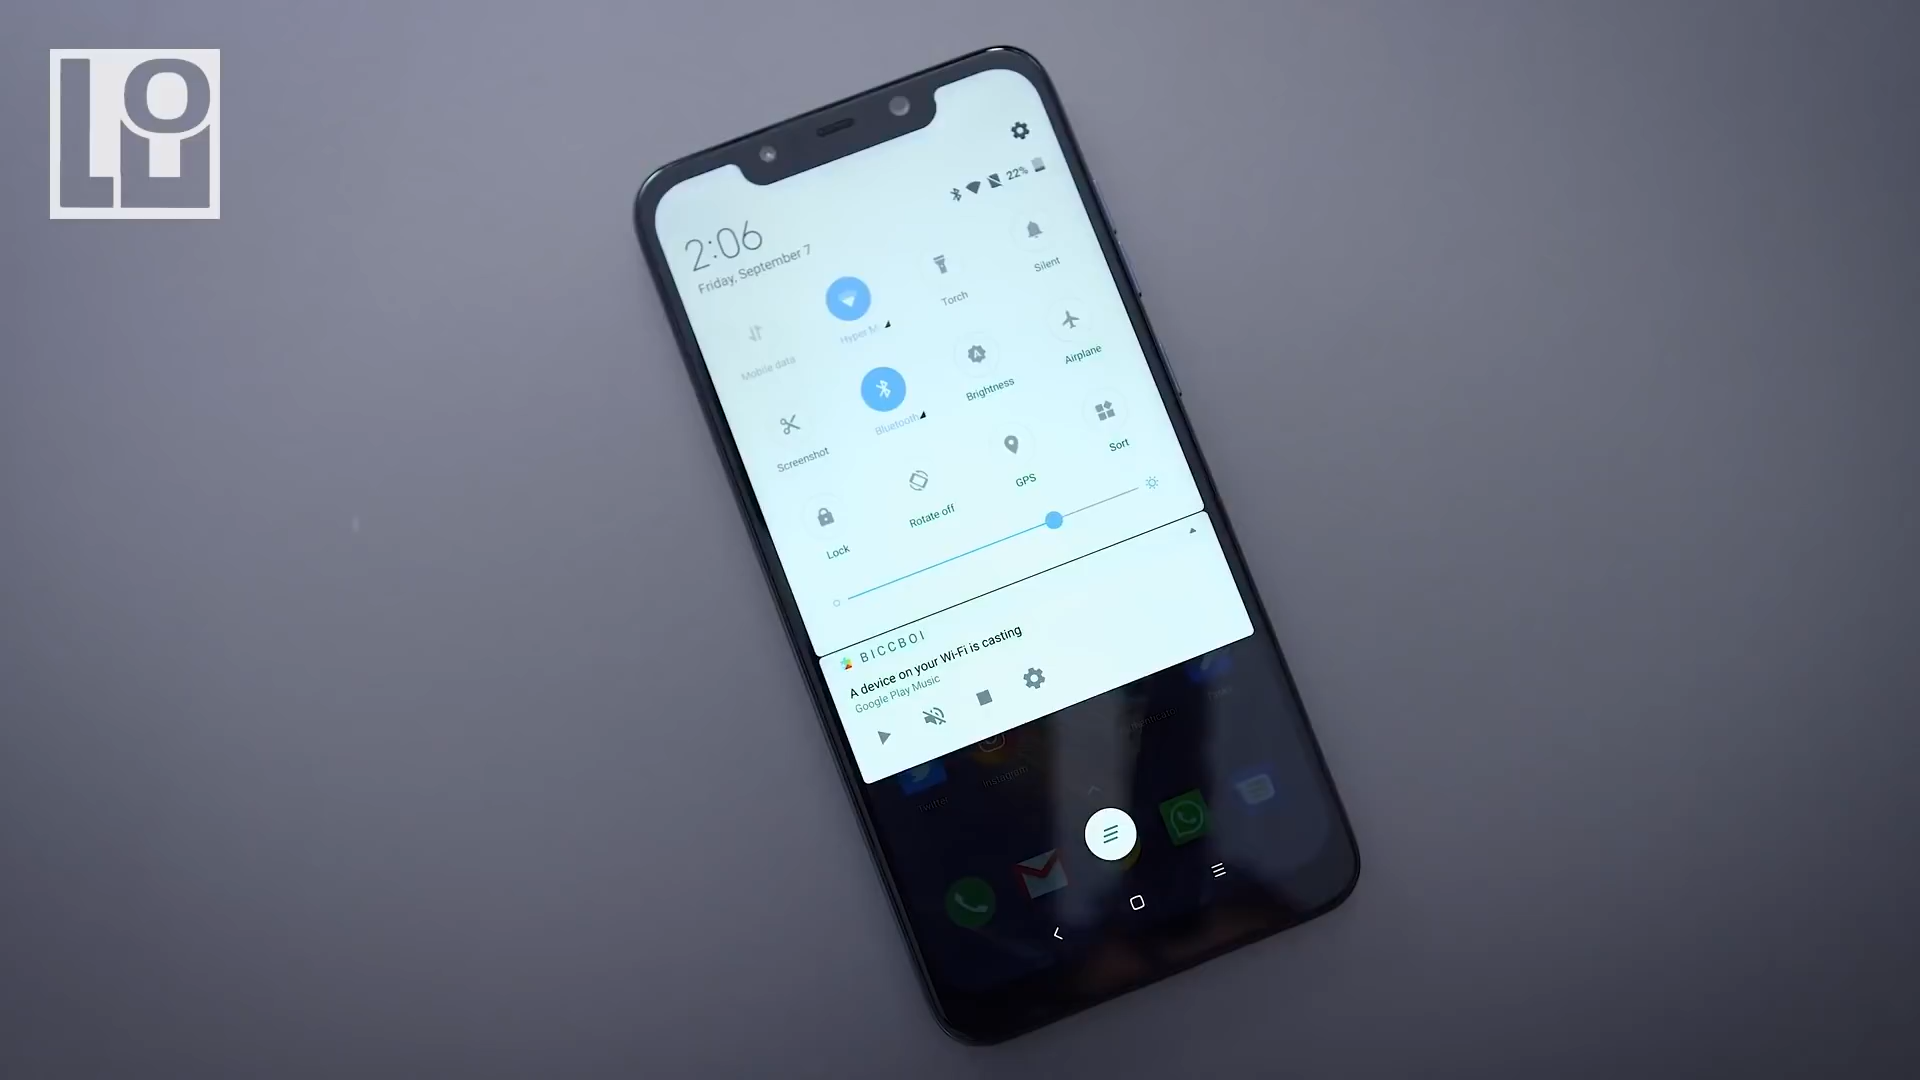 22%
2:06
Friday, September 7
Mobile data
Hyper M
Torch
Silent
Screenshot
Bluetooth
Brightness
Airplane
Lock
Rotate off
GPS
Sort
BICCBOI
A device on your Wi-Fi is casting
Google Play Music
Twitter
Instagram